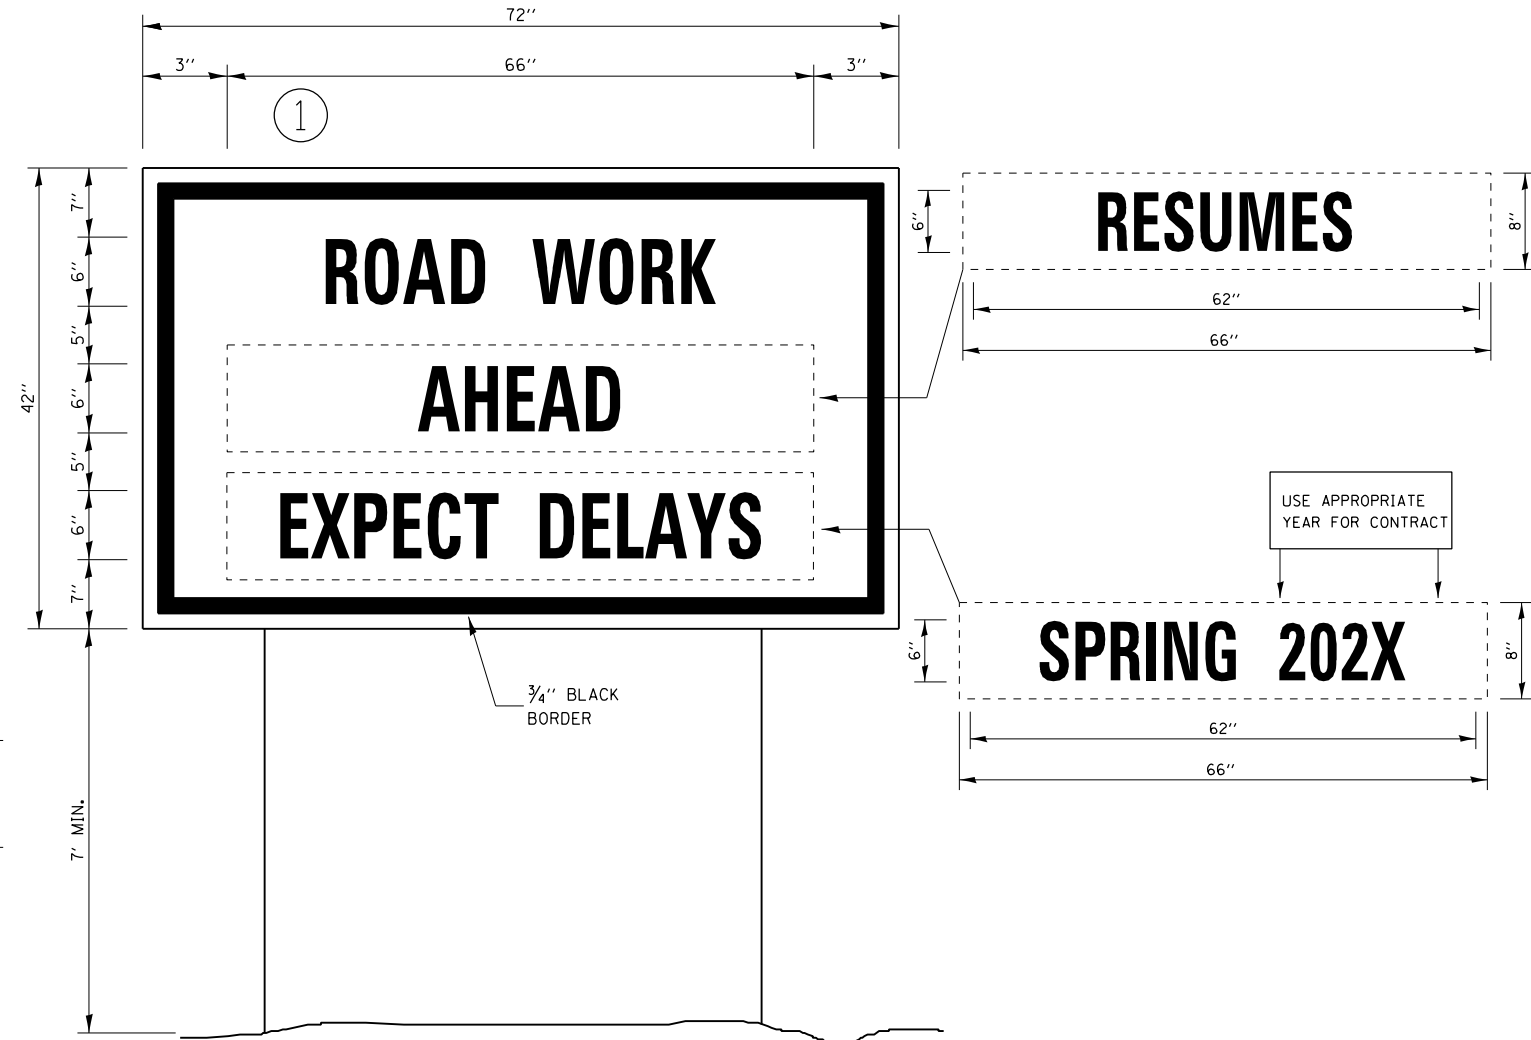 72''
3'' 66'' 3''
1
7''
6''
5''
6''
5''
6''
7''
42''
7' MIN.
ROAD WORK
AHEAD
EXPECT DELAYS
3/4'' BLACK
BORDER
RESUMES
6''
8''
62''
66''
USE APPROPRIATE
YEAR FOR CONTRACT
SPRING 202X
6''
8''
62''
66''